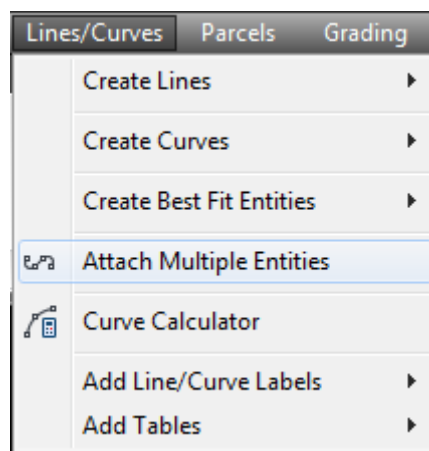 Lines/Curves Parcels Grading
Create Lines
Create Curves
Create Best Fit Entities
Attach Multiple Entities
Curve Calculator
Add Line/Curve Labels
Add Tables